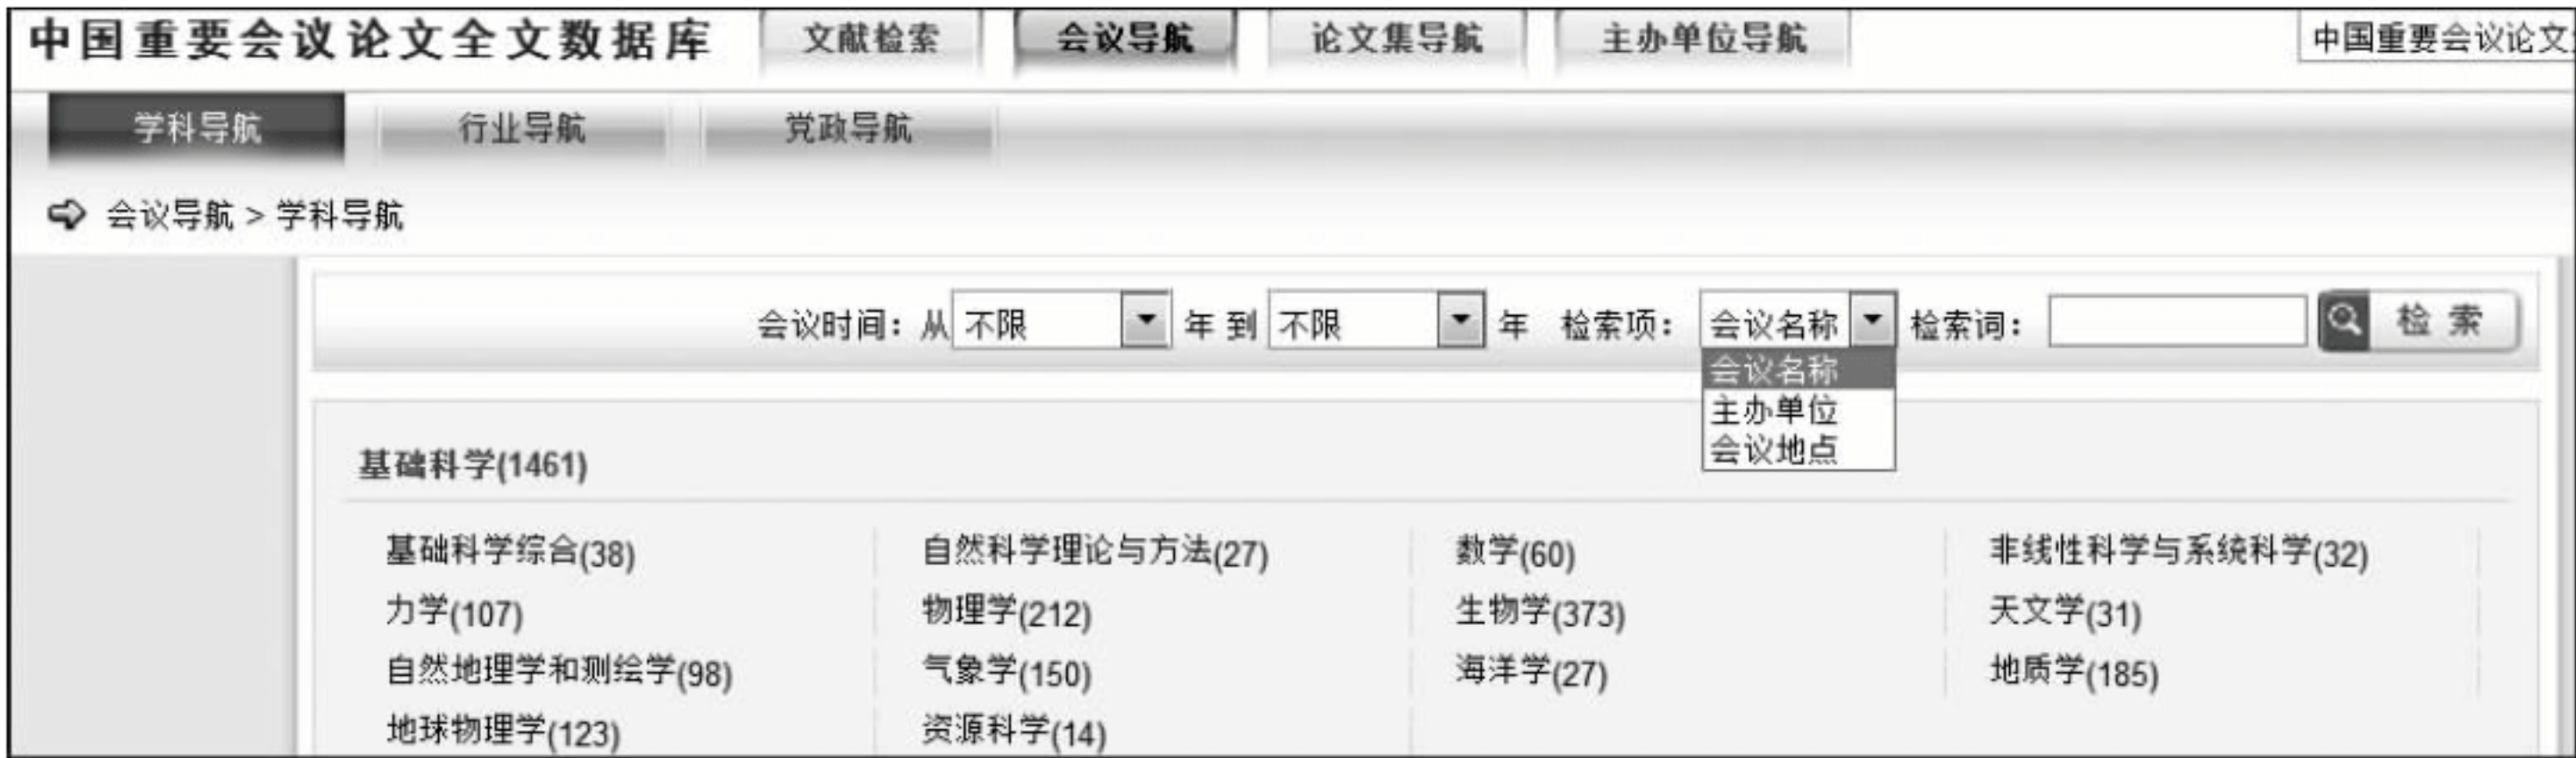 中国重要会议论文全文数据库 文献检索 会议导航 论文集导航 主办单位导航 中国重要会议论文
学科导航 行业导航 党政导航
会议导航 > 学科导航
会议时间：从 不限 年 到 不限 年 检索项： 会议名称 检索词： 检 索
会议名称
主办单位
会议地点
基础科学(1461)
基础科学综合(38) 自然科学理论与方法(27) 数学(60) 非线性科学与系统科学(32)
力学(107) 物理学(212) 生物学(373) 天文学(31)
自然地理学和测绘学(98) 气象学(150) 海洋学(27) 地质学(185)
地球物理学(123) 资源科学(14)